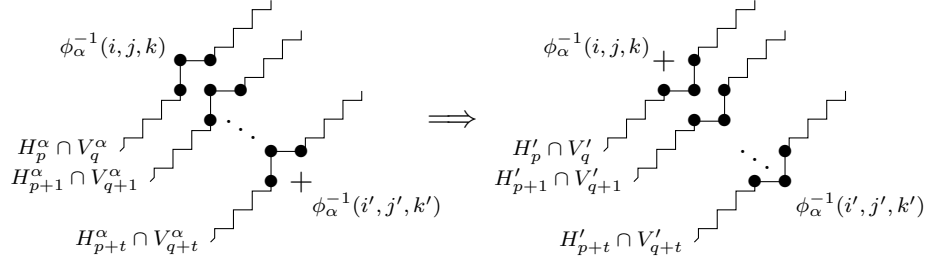 $\phi_\alpha^{-1}(i, j, k)$
$H_p^\alpha \cap V_q^\alpha$
$H_{p+1}^\alpha \cap V_{q+1}^\alpha$
+
$\phi_\alpha^{-1}(i', j', k')$
$H_{p+t}^\alpha \cap V_{q+t}^\alpha$
⟹
$\phi_\alpha^{-1}(i, j, k)$
+
$H_p' \cap V_q'$
$H_{p+1}' \cap V_{q+1}'$
$\phi_\alpha^{-1}(i', j', k')$
$H_{p+t}' \cap V_{q+t}'$